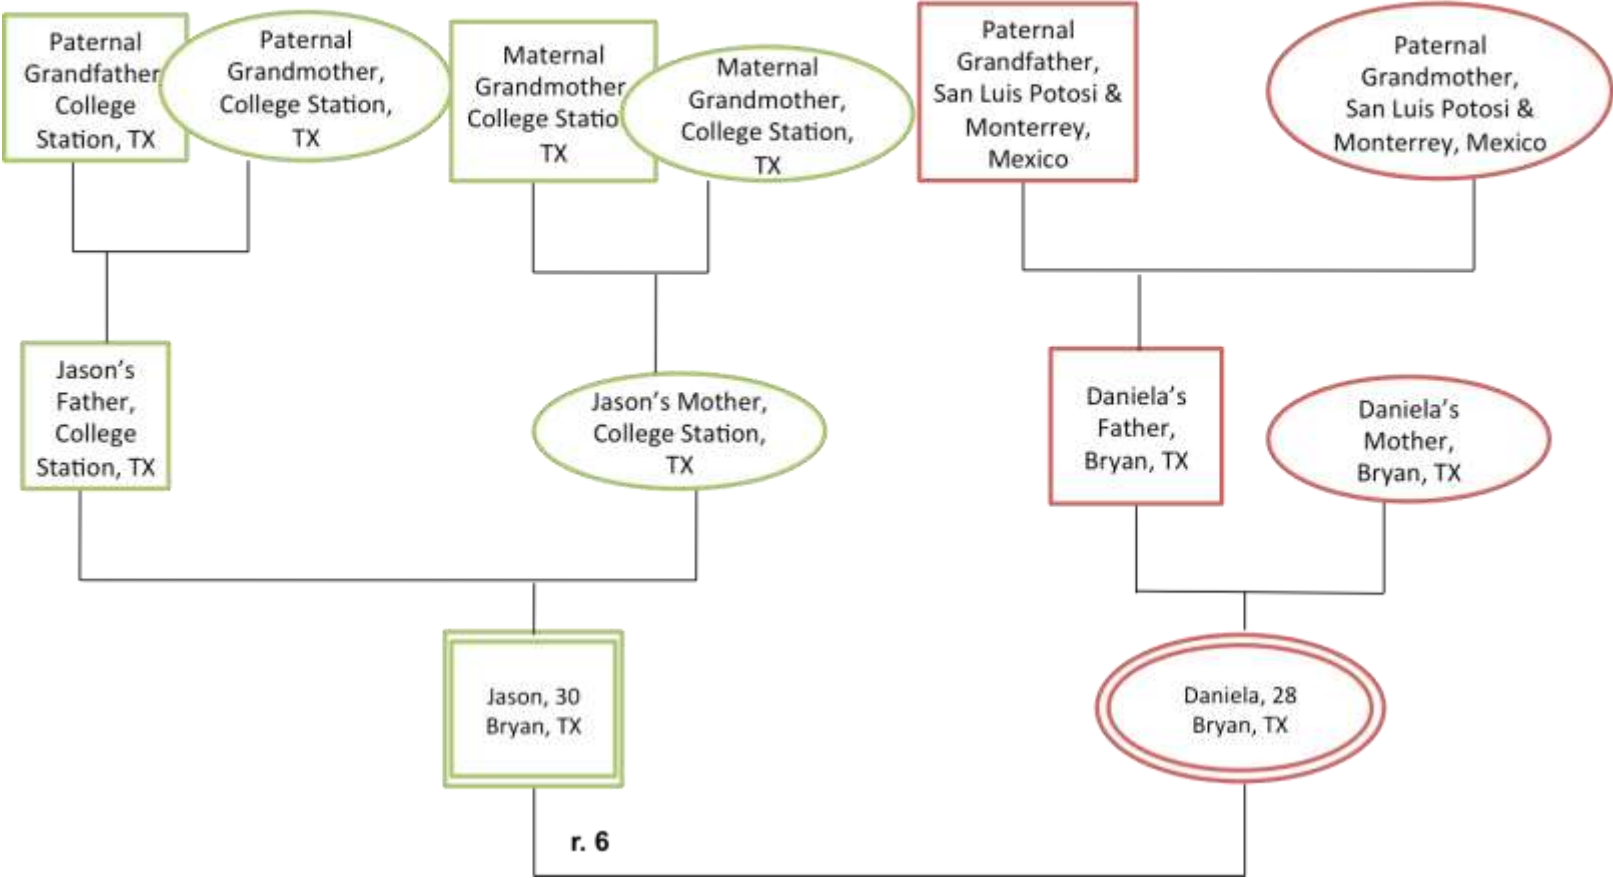 Paternal
Grandfather
College
Station, TX
Paternal
Grandmother,
College Station,
TX
Maternal
Grandmother
College Statio
TX
Maternal
Grandmother,
College Station,
TX
Paternal
Grandfather,
San Luis Potosi &
Monterrey,
Mexico
Paternal
Grandmother,
San Luis Potosi &
Monterrey, Mexico
Jason’s
Father,
College
Station, TX
Jason’s Mother,
College Station,
TX
Daniela’s
Father,
Bryan, TX
Daniela’s
Mother,
Bryan, TX
Jason, 30
Bryan, TX
Daniela, 28
Bryan, TX
r. 6